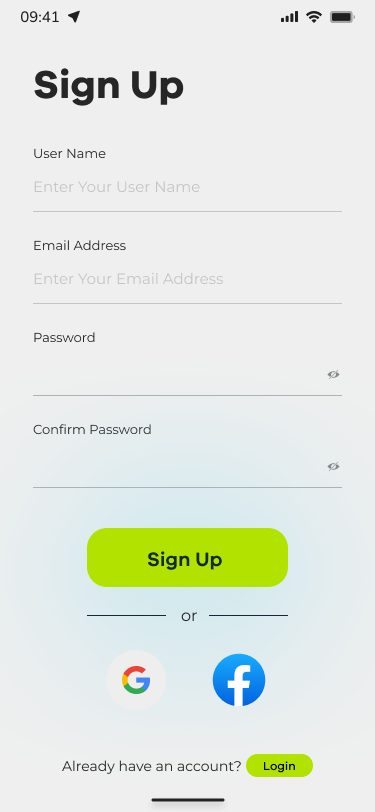 09:41
Sign Up
User Name
Enter Your User Name
Email Address
Enter Your Email Address
Password
Confirm Password
Sign Up
or
Already have an account? Login